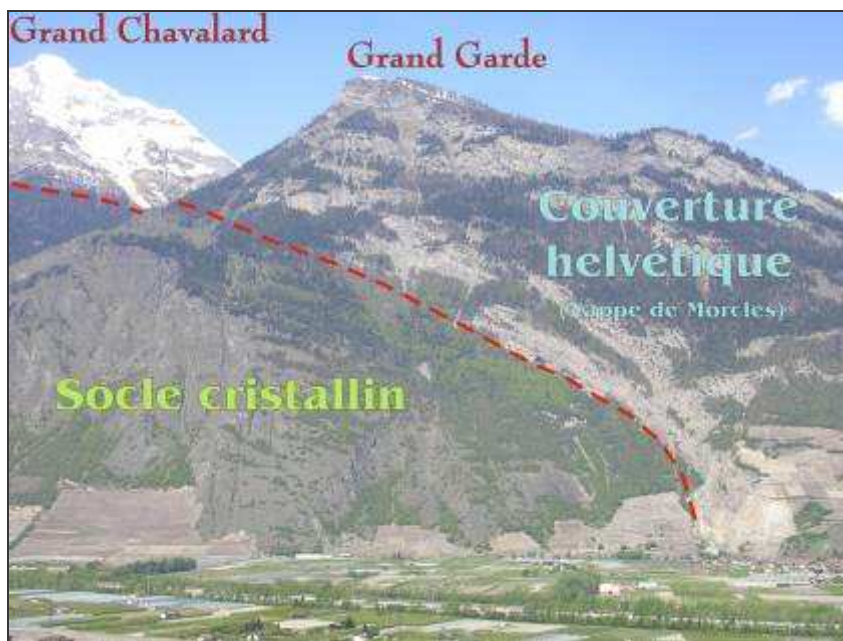 Grand Chavalard
Grand Garde
Couverture
helvétique
(Nappe de Morcles)
Socle cristallin